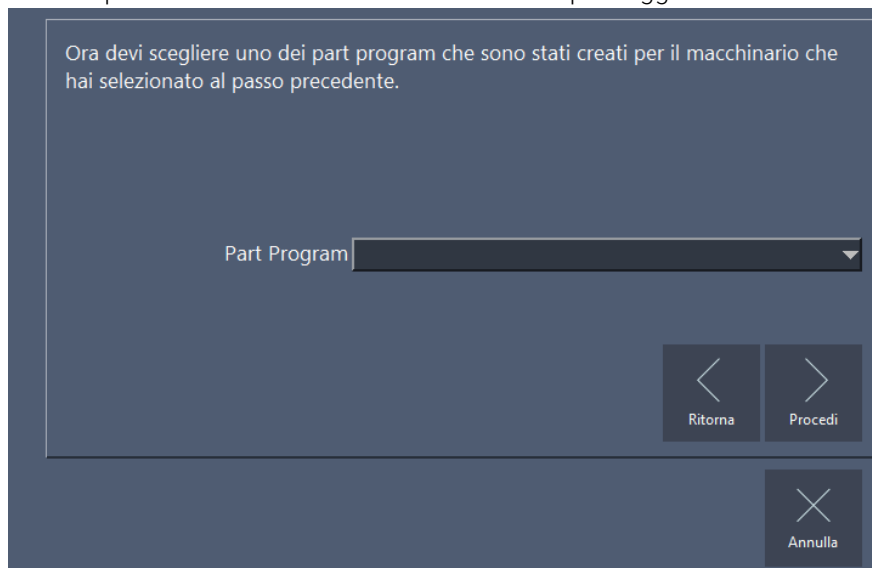 Ora devi scegliere uno dei part program che sono stati creati per il macchinario che
hai selezionato al passo precedente.
Part Program
Ritorna
Procedi
Annulla